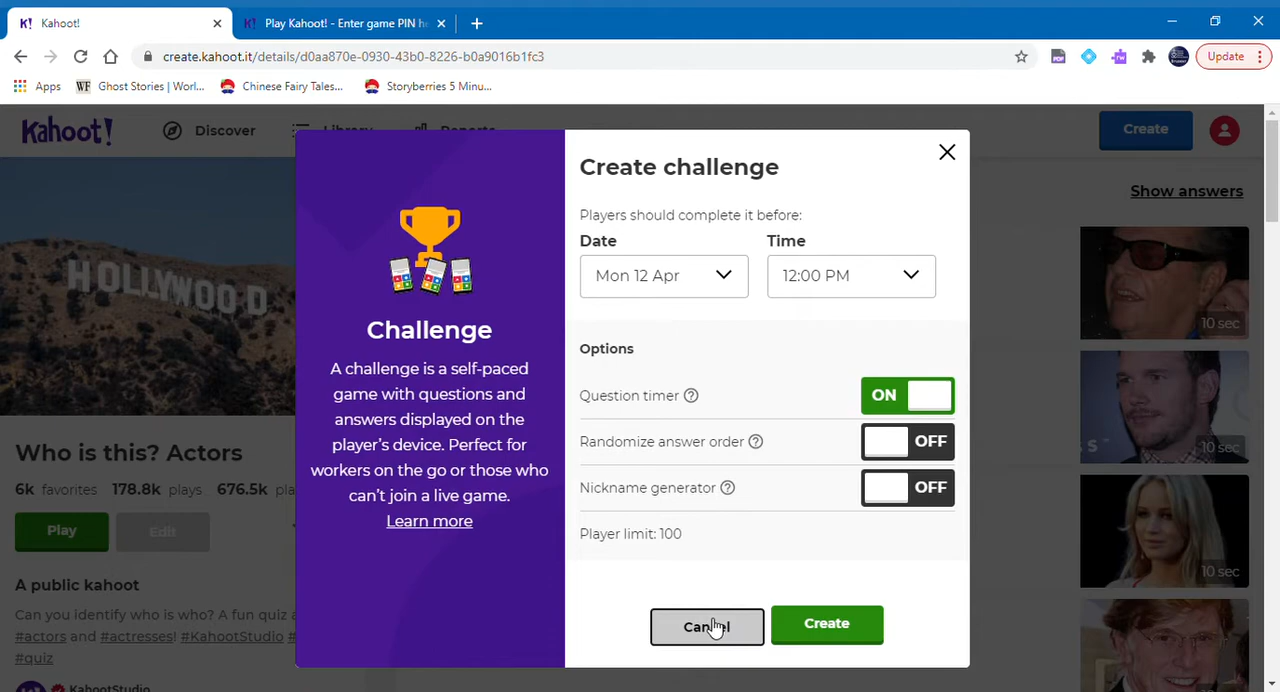 Kahoot!
Play Kahoot! - Enter game PIN
create.kahoot.it/details/d0aa870e-0930-43b0-8226-b0a9016b1fc3
Update
Apps
WF Ghost Stories | Worl...
Chinese Fairy Tales...
Storyberries 5 Minu...
Kahoot!
Discover
Library
Reports
Create
Create challenge
Show answers
Players should complete it before:
Date
Time
Mon 12 Apr
12:00 PM
HOLLYWOOD
10 sec
Challenge
A challenge is a self-paced
game with questions and
answers displayed on the
player's device. Perfect for
workers on the go or those who
can't join a live game.
Learn more
Options
Question timer
ON
Randomize answer order
OFF
Nickname generator
OFF
Player limit: 100
Cancel
Create
10 sec
10 sec
Who is this? Actors
6k favorites 178.8k plays 676.5k
Play
Edit
A public kahoot
Can you identify who is who? A fun quiz
#actors and #actresses! #KahootStudio
#quiz
KahootStudio